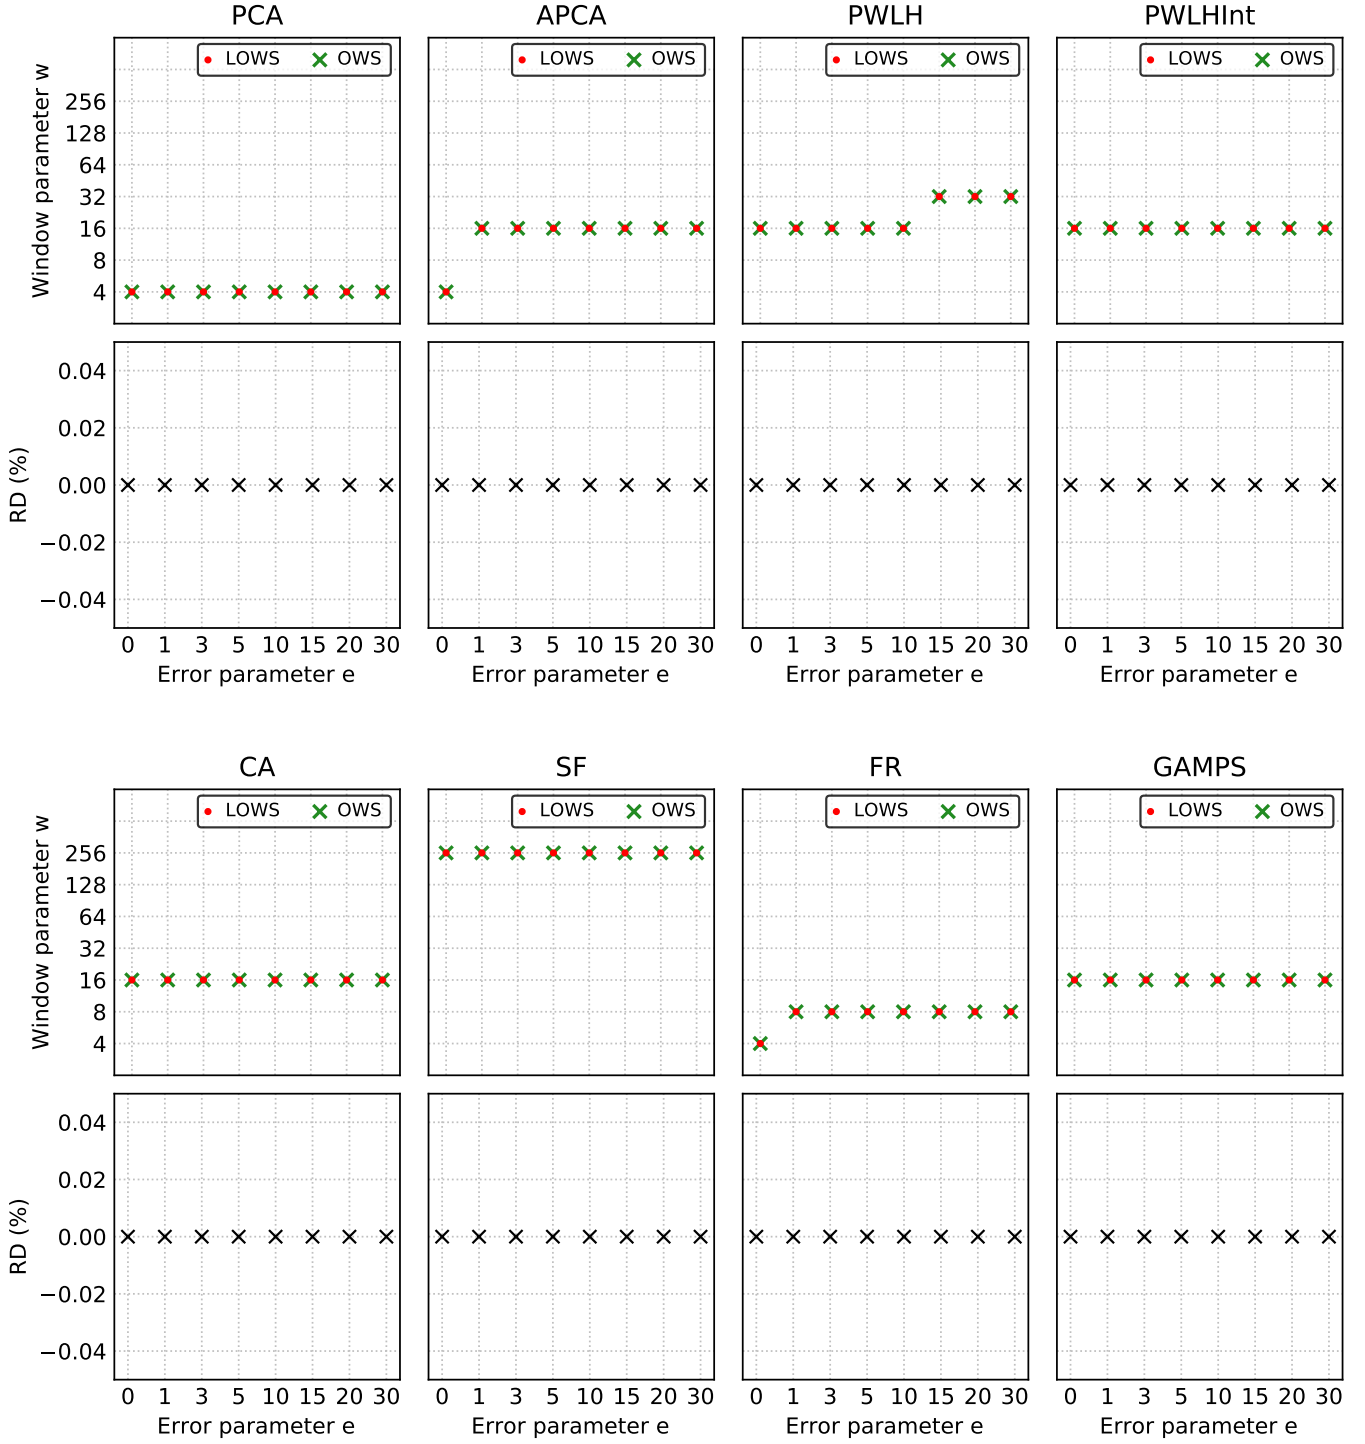 PCA APCA PWLH PWLHInt
LOWS OWS LOWS OWS LOWS OWS LOWS OWS
Window parameter w
256
128
64
32
16
8
4
RD (%)
0.04
0.02
0.00
−0.02
−0.04
0 1 3 5 10 15 20 30 0 1 3 5 10 15 20 30 0 1 3 5 10 15 20 30 0 1 3 5 10 15 20 30
Error parameter e Error parameter e Error parameter e Error parameter e
CA SF FR GAMPS
LOWS OWS LOWS OWS LOWS OWS LOWS OWS
Window parameter w
256
128
64
32
16
8
4
RD (%)
0.04
0.02
0.00
−0.02
−0.04
0 1 3 5 10 15 20 30 0 1 3 5 10 15 20 30 0 1 3 5 10 15 20 30 0 1 3 5 10 15 20 30
Error parameter e Error parameter e Error parameter e Error parameter e